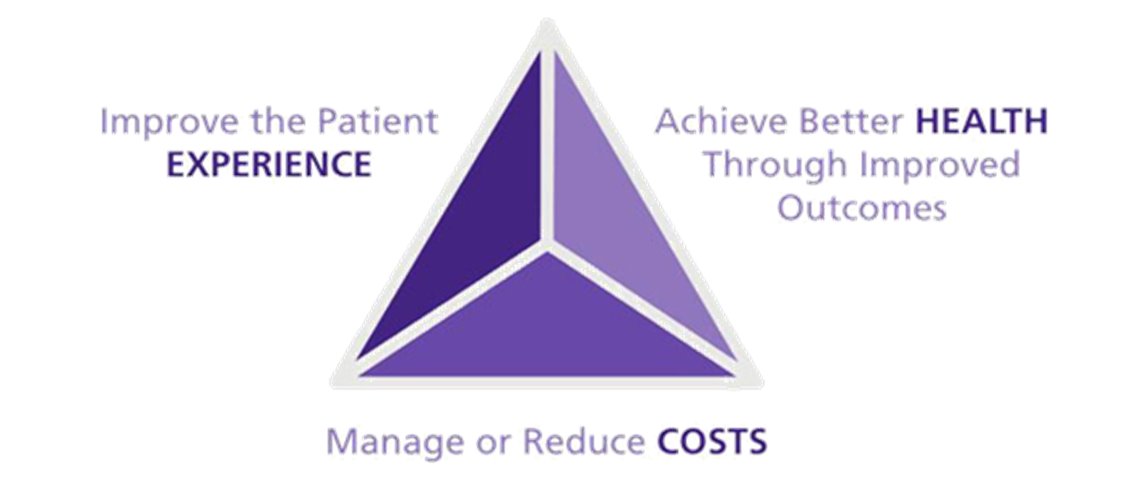 Improve the Patient
EXPERIENCE
Achieve Better HEALTH
Through Improved
Outcomes
Manage or Reduce COSTS